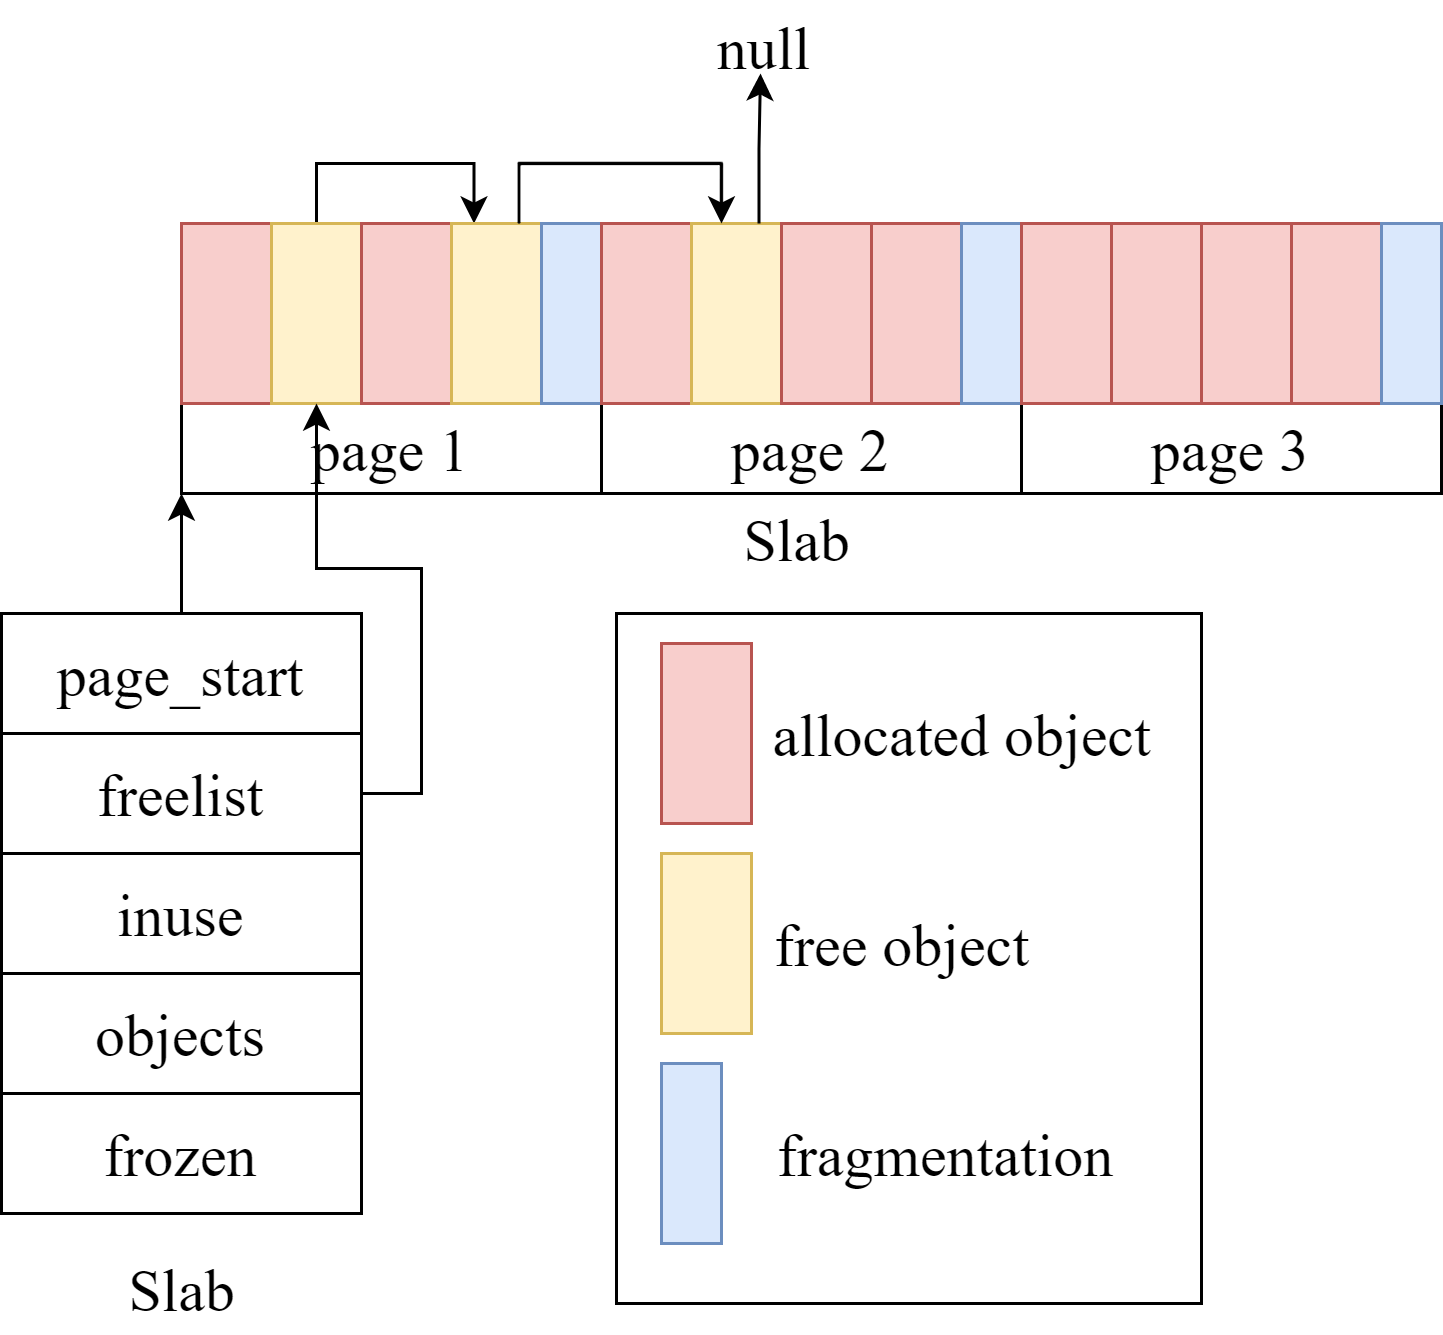 null
page 1
page 2
page 3
Slab
page_start
freelist
inuse
objects
frozen
Slab
allocated object
free object
fragmentation